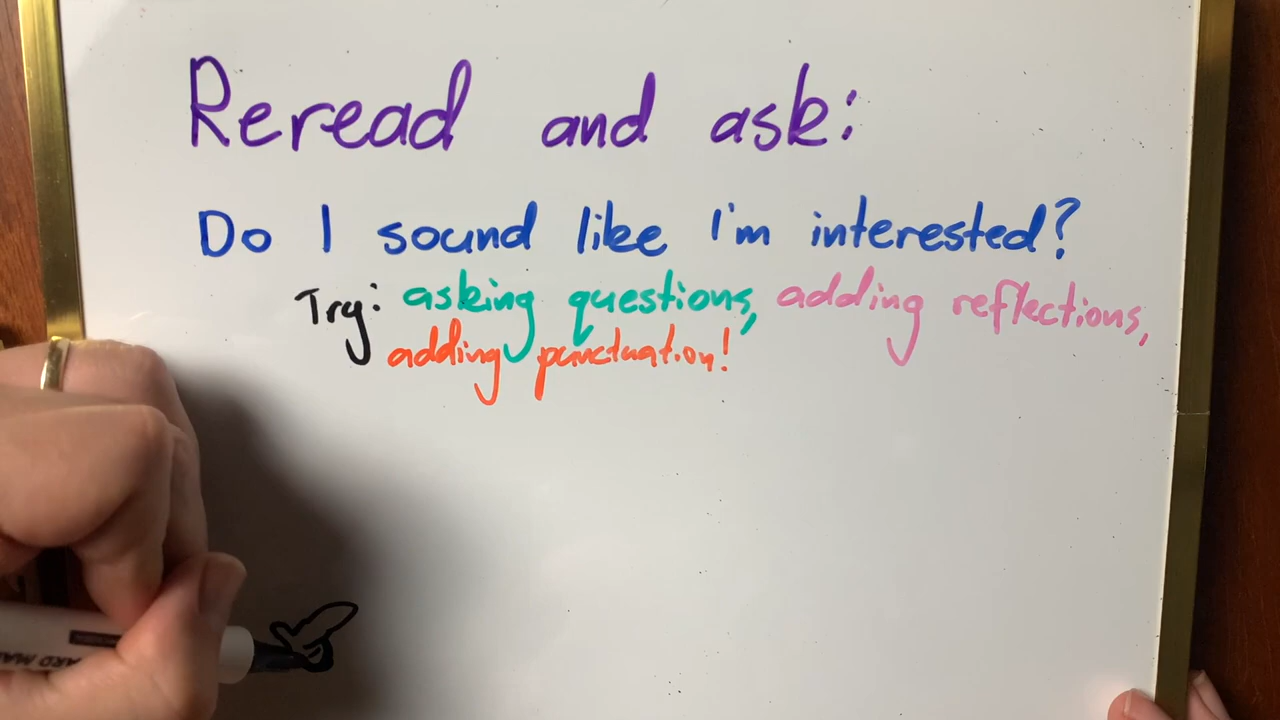 Reread and ask:
Do I sound like I'm interested?
Try: asking questions, adding reflections,
adding punctuation!